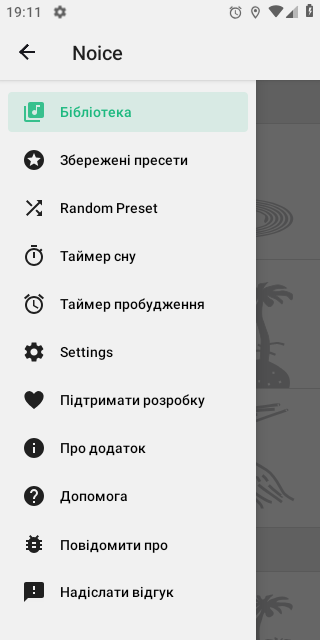 19:11
Noice
Бібліотека
Збережені пресети
Random Preset
Таймер сну
Таймер пробудження
Settings
Підтримати розробку
Про додаток
Допомога
Повідомити про
Надіслати відгук